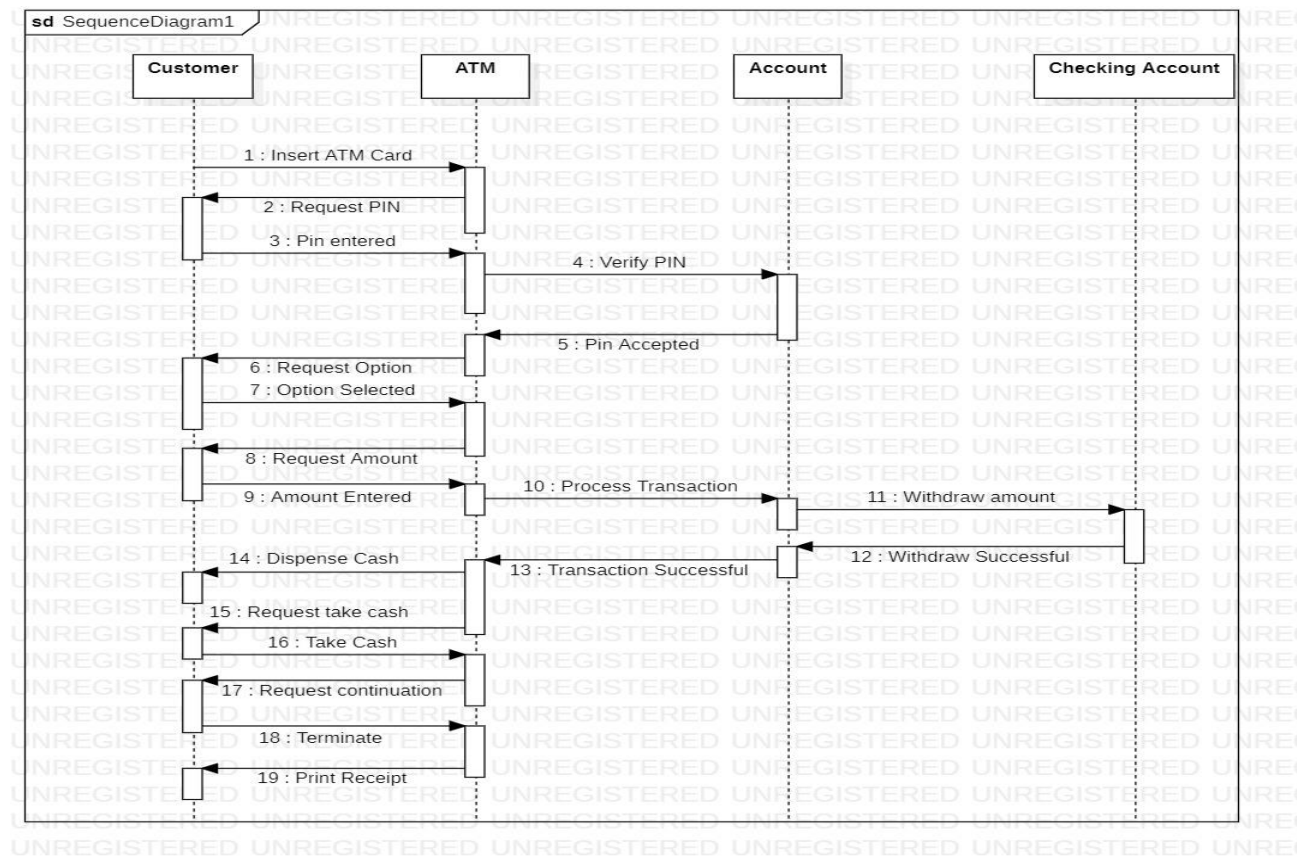 sd SequenceDiagram1
Customer
ATM
Account
Checking Account
1 : Insert ATM Card
2 : Request PIN
3 : Pin entered
4 : Verify PIN
5 : Pin Accepted
6 : Request Option
7 : Option Selected
8 : Request Amount
9 : Amount Entered
10 : Process Transaction
11 : Withdraw amount
12 : Withdraw Successful
13 : Transaction Successful
14 : Dispense Cash
15 : Request take cash
16 : Take Cash
17 : Request continuation
18 : Terminate
19 : Print Receipt
UNREGISTERED